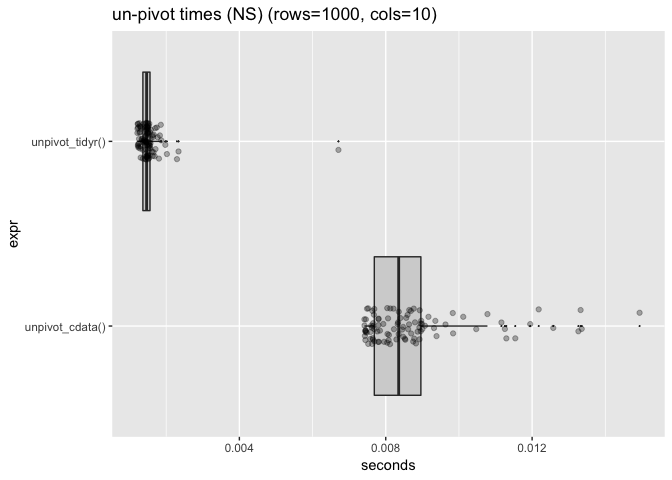 un-pivot times (NS) (rows=1000, cols=10)
unpivot_tidyr()
expr
unpivot_cdata()
0.004
0.008
0.012
seconds